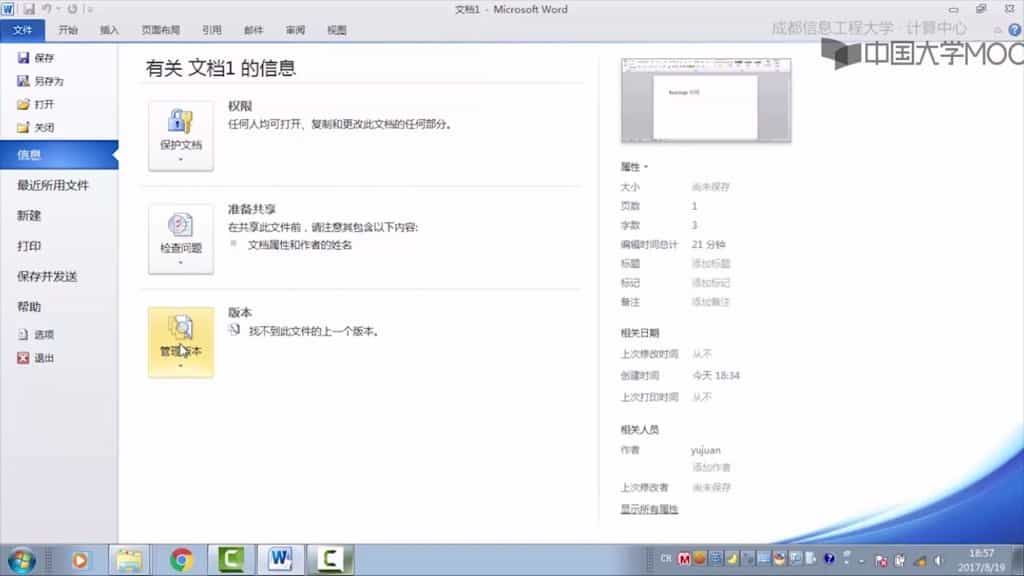 文档1 - Microsoft Word
文件 开始 插入 页面布局 引用 邮件 审阅 视图
成都信息工程大学 · 计算中心
中国大学MOO
保存
另存为
打开
关闭
信息
最近所用文件
新建
打印
保存并发送
帮助
选项
退出
有关 文档1 的信息
保护文档
权限
任何人均可打开、复制和更改此文档的任何部分。
检查问题
准备共享
在共享此文件前，请注意其包含以下内容:
文档属性和作者的姓名
管理版本
版本
找不到此文件的上一个版本。
属性
大小 尚未保存
页数 1
字数 3
编辑时间总计 21 分钟
标题 添加标题
标记 添加标记
备注 添加备注
相关日期
上次修改时间 从不
创建时间 今天 18:34
上次打印时间 从不
相关人员
作者 yujuan
添加作者
上次修改者 尚未保存
显示所有属性
CH
18:57
2017/8/19